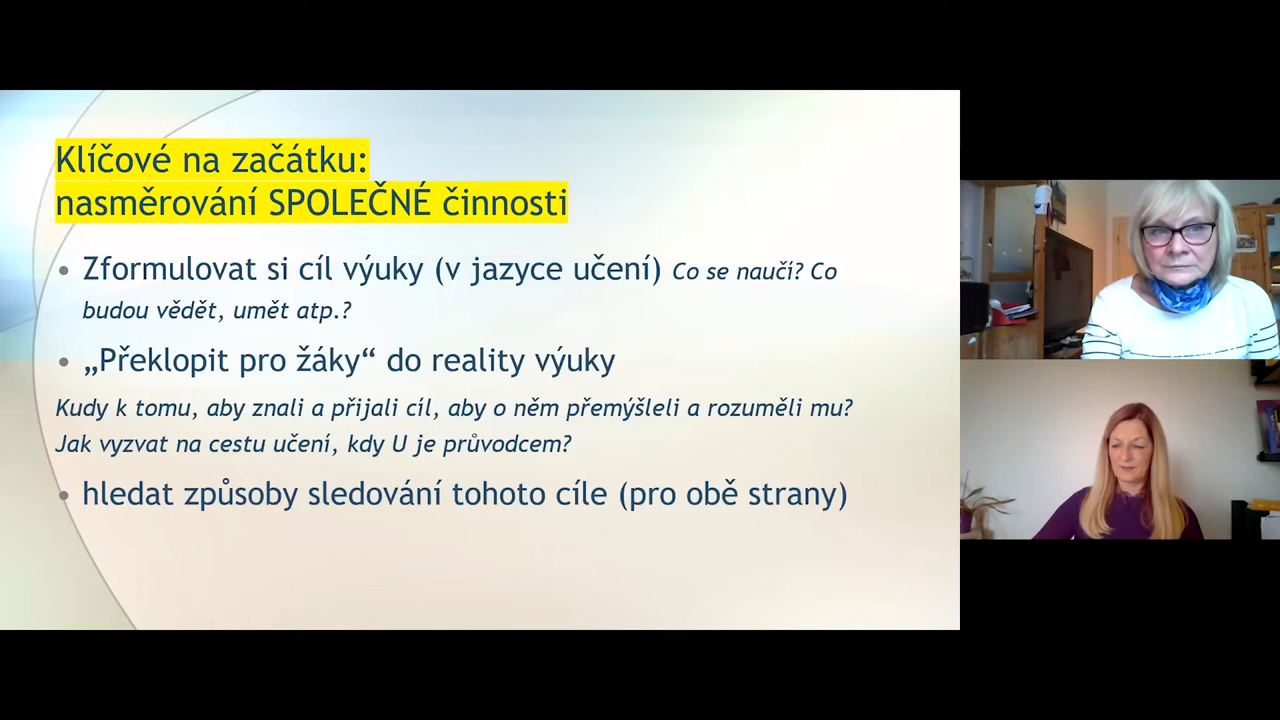 Klíčové na začátku:
nasměrování SPOLEČNÉ činnosti
• Zformulovat si cíl výuky (v jazyce učení) Co se naučí? Co
budou vědět, umět atp.?
• „Překlopit pro žáky“ do reality výuky
Kudy k tomu, aby znali a přijali cíl, aby o něm přemýšleli a rozuměli mu?
Jak vyzvat na cestu učení, kdy U je průvodcem?
• hledat způsoby sledování tohoto cíle (pro obě strany)